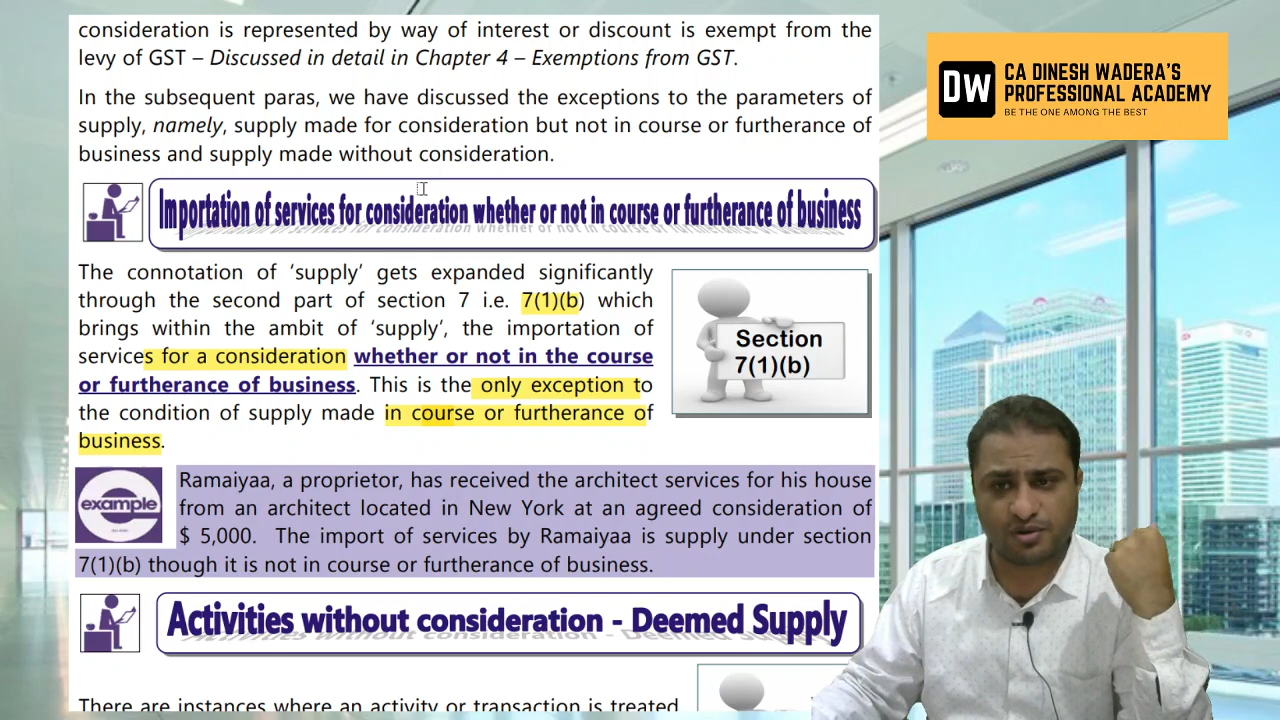 consideration is represented by way of interest or discount is exempt from the
levy of GST – Discussed in detail in Chapter 4 – Exemptions from GST.
In the subsequent paras, we have discussed the exceptions to the parameters of
supply, namely, supply made for consideration but not in course or furtherance of
business and supply made without consideration.
Importation of services for consideration whether or not in course or furtherance of business
The connotation of ‘supply’ gets expanded significantly
through the second part of section 7 i.e. 7(1)(b) which
brings within the ambit of ‘supply’, the importation of
services for a consideration whether or not in the course
or furtherance of business. This is the only exception to
the condition of supply made in course or furtherance of
business.
Section
7(1)(b)
example
Ramaiyaa, a proprietor, has received the architect services for his house
from an architect located in New York at an agreed consideration of
$ 5,000. The import of services by Ramaiyaa is supply under section
7(1)(b) though it is not in course or furtherance of business.
Activities without consideration - Deemed Supply
There are instances where an activity or transaction is treated
DW
CA DINESH WADERA'S
PROFESSIONAL ACADEMY
BE THE ONE AMONG THE BEST